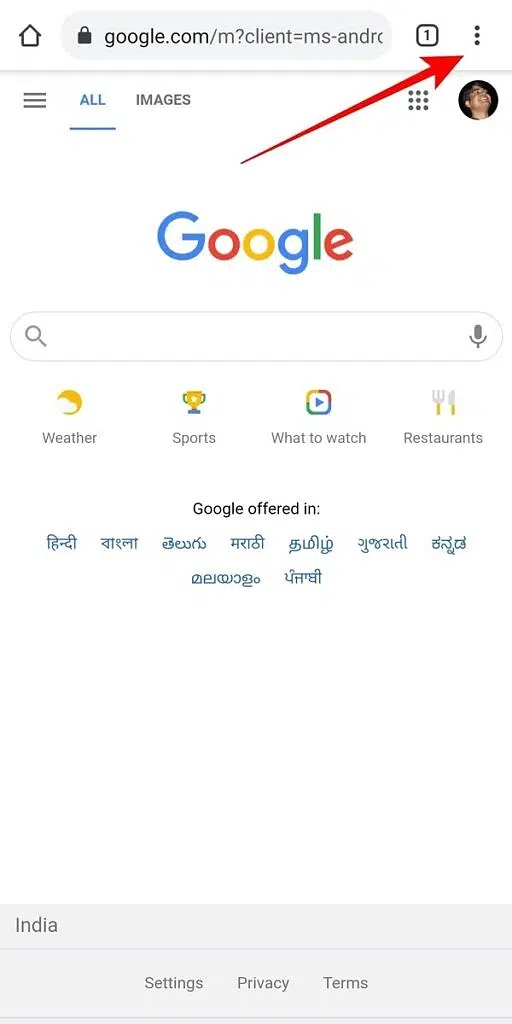 google.com/m?client=ms-andro
1
ALL IMAGES
Google
Weather Sports What to watch Restaurants
Google offered in:
हिन्दी বাংলা తెలుగు मराठी தமிழ் ગુજરાતી ಕನ್ನಡ
മലയാളം ਪੰਜਾਬੀ
India
Settings Privacy Terms